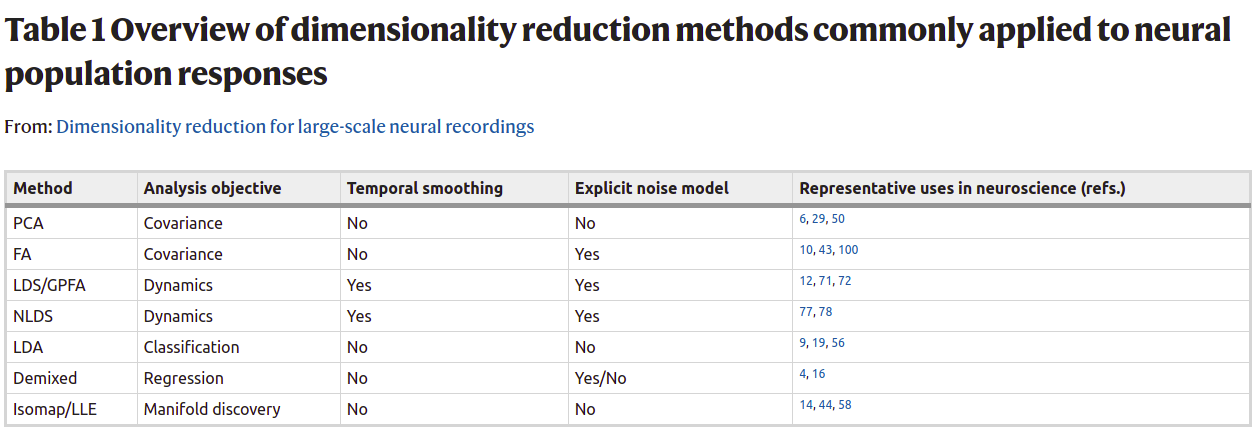 Table 1 Overview of dimensionality reduction methods commonly applied to neural
population responses
From: Dimensionality reduction for large-scale neural recordings
Method Analysis objective Temporal smoothing Explicit noise model Representative uses in neuroscience (refs.)
PCA Covariance No No 6, 29, 50
FA Covariance No Yes 10, 43, 100
LDS/GPFA Dynamics Yes Yes 12, 71, 72
NLDS Dynamics Yes Yes 77, 78
LDA Classification No No 9, 19, 56
Demixed Regression No Yes/No 4, 16
Isomap/LLE Manifold discovery No No 14, 44, 58